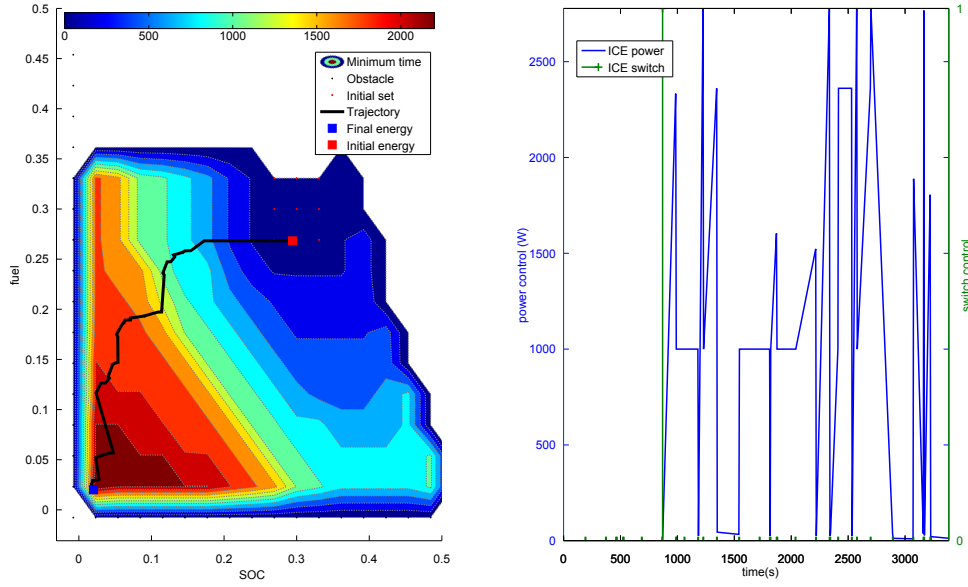 0.5
0.45
0.4
0.35
0.3
0.25
0.2
0.15
0.1
0.05
0
fuel
0 500 1000 1500 2000
Minimum time
Obstacle
Initial set
Trajectory
Final energy
Initial energy
0 0.1 0.2 0.3 0.4 0.5
SOC
2500
2000
1500
1000
500
0
power control (W)
ICE power
ICE switch
1
0
switch control
0 500 1000 1500 2000 2500 3000
time(s)